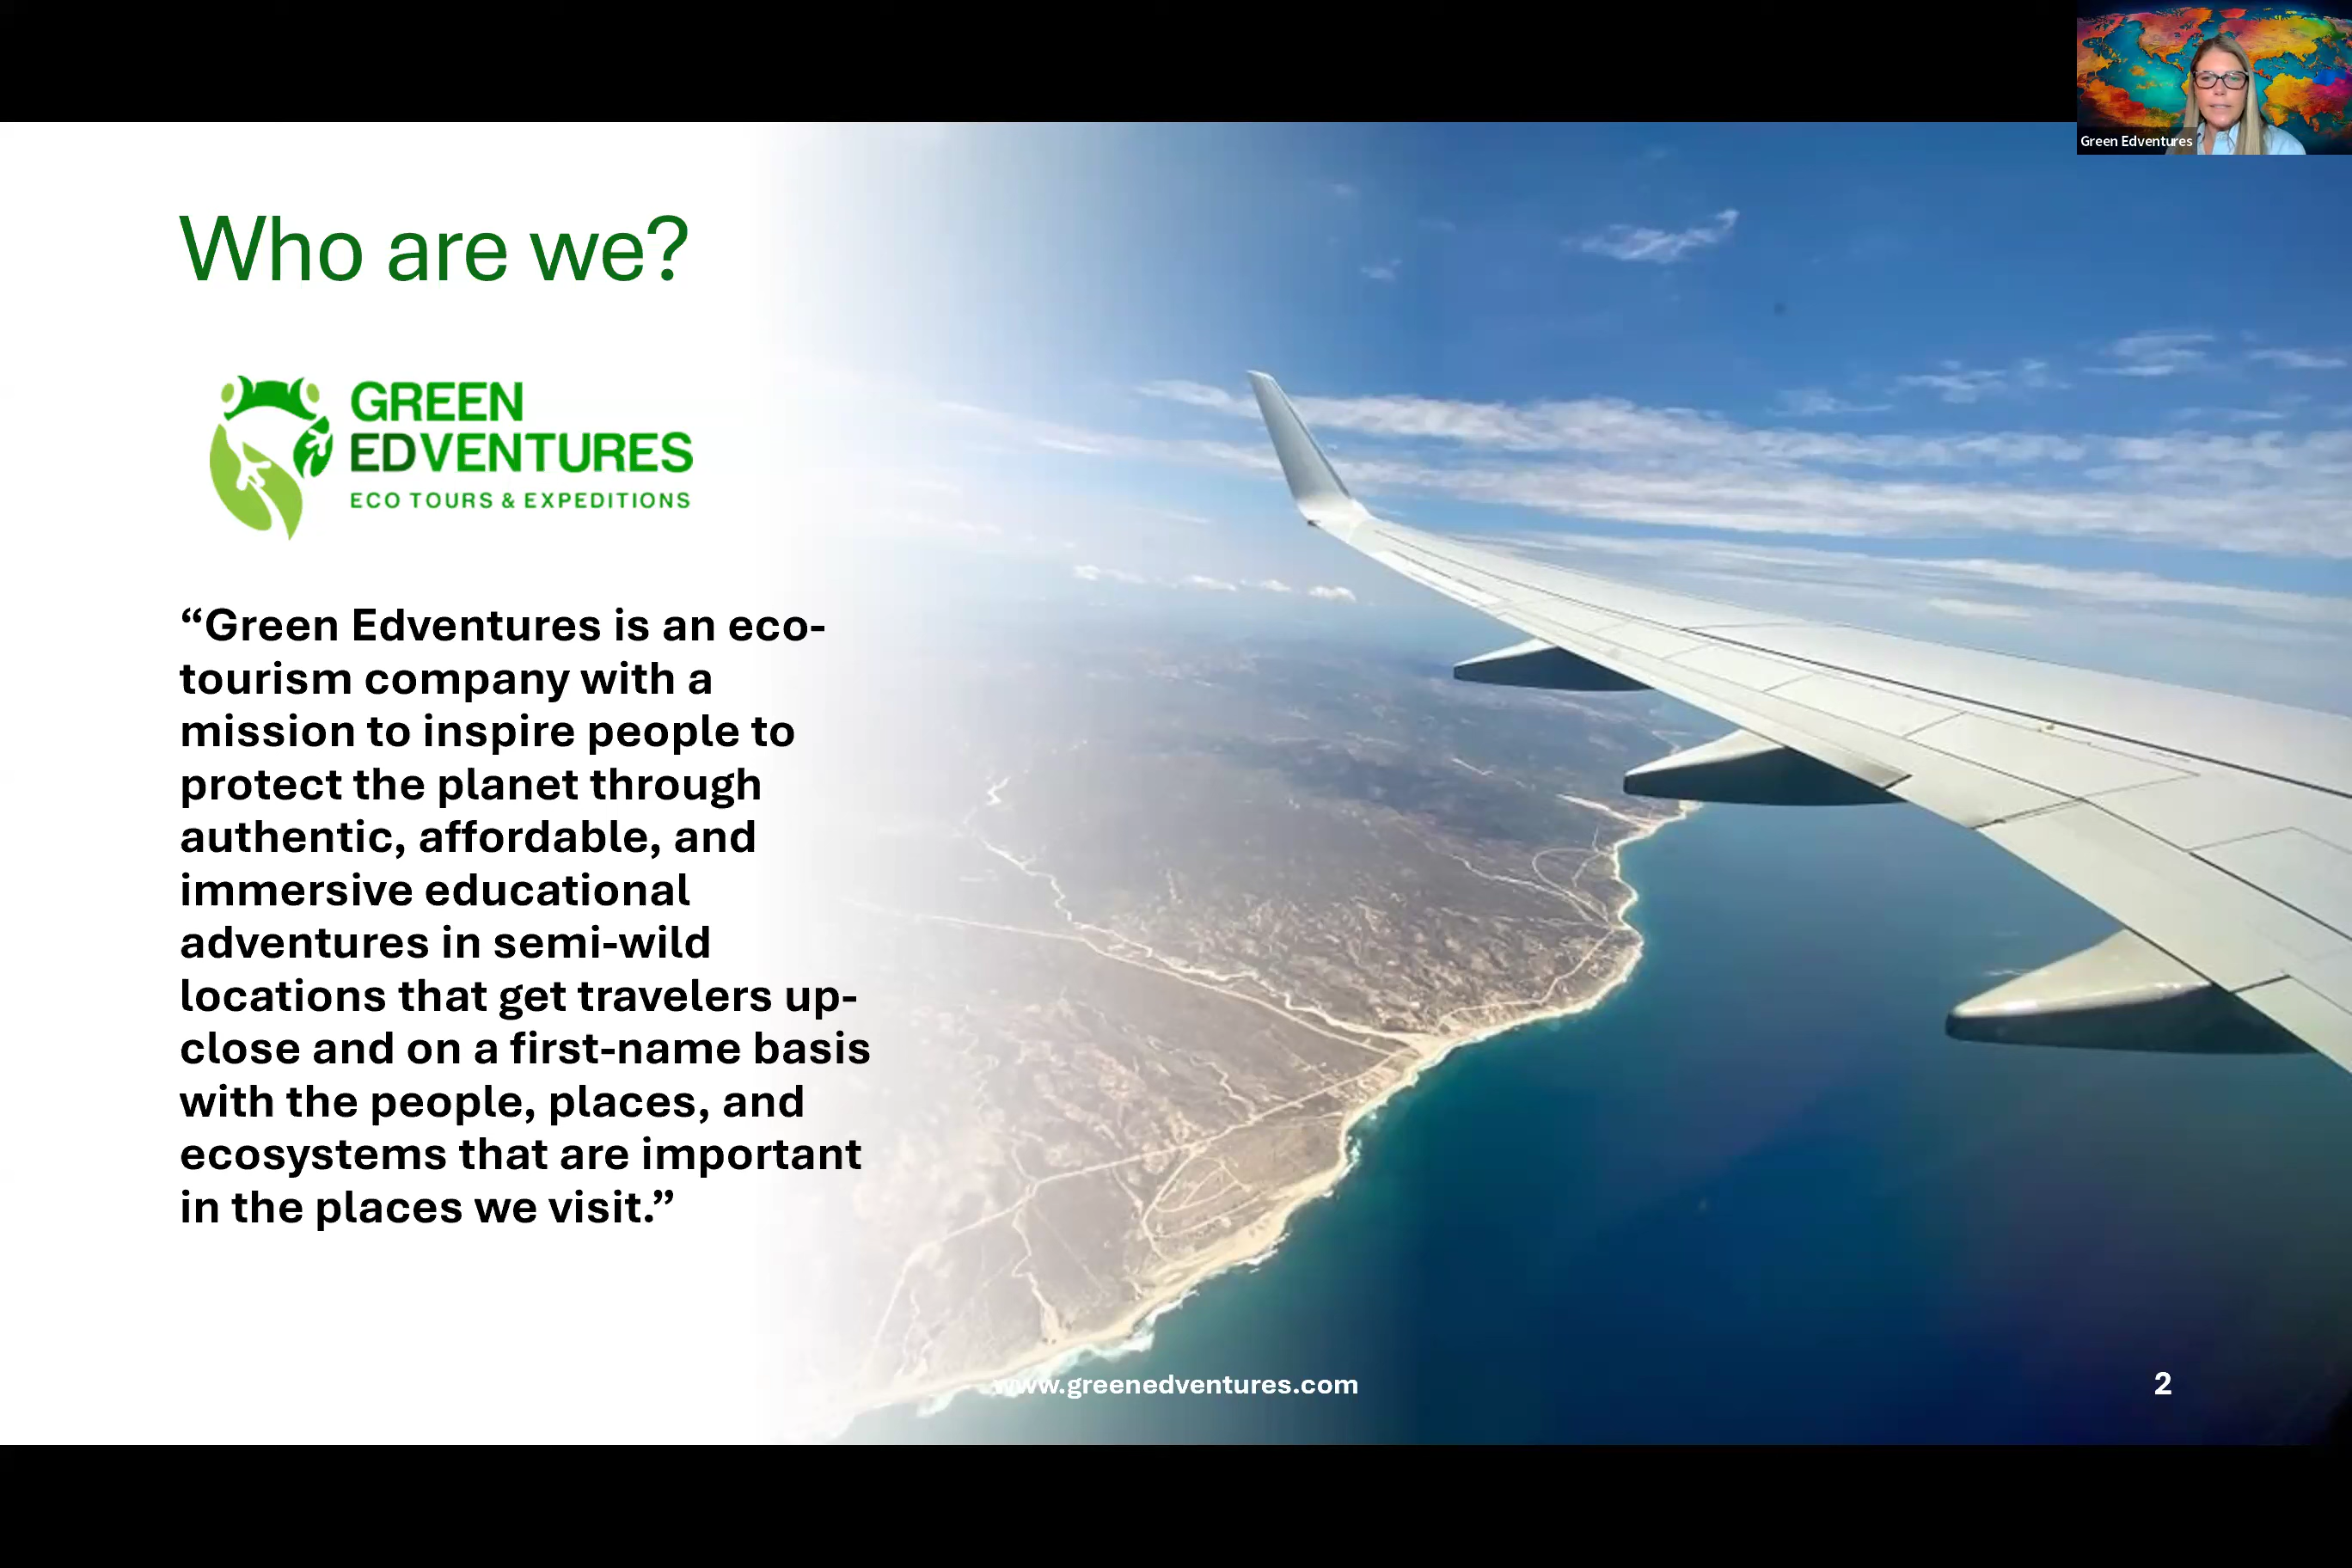 Green Edventures
Who are we?
GREEN
EDVENTURES
ECO TOURS & EXPEDITIONS
“Green Edventures is an eco-
tourism company with a
mission to inspire people to
protect the planet through
authentic, affordable, and
immersive educational
adventures in semi-wild
locations that get travelers up-
close and on a first-name basis
with the people, places, and
ecosystems that are important
in the places we visit.”
www.greenedventures.com
2